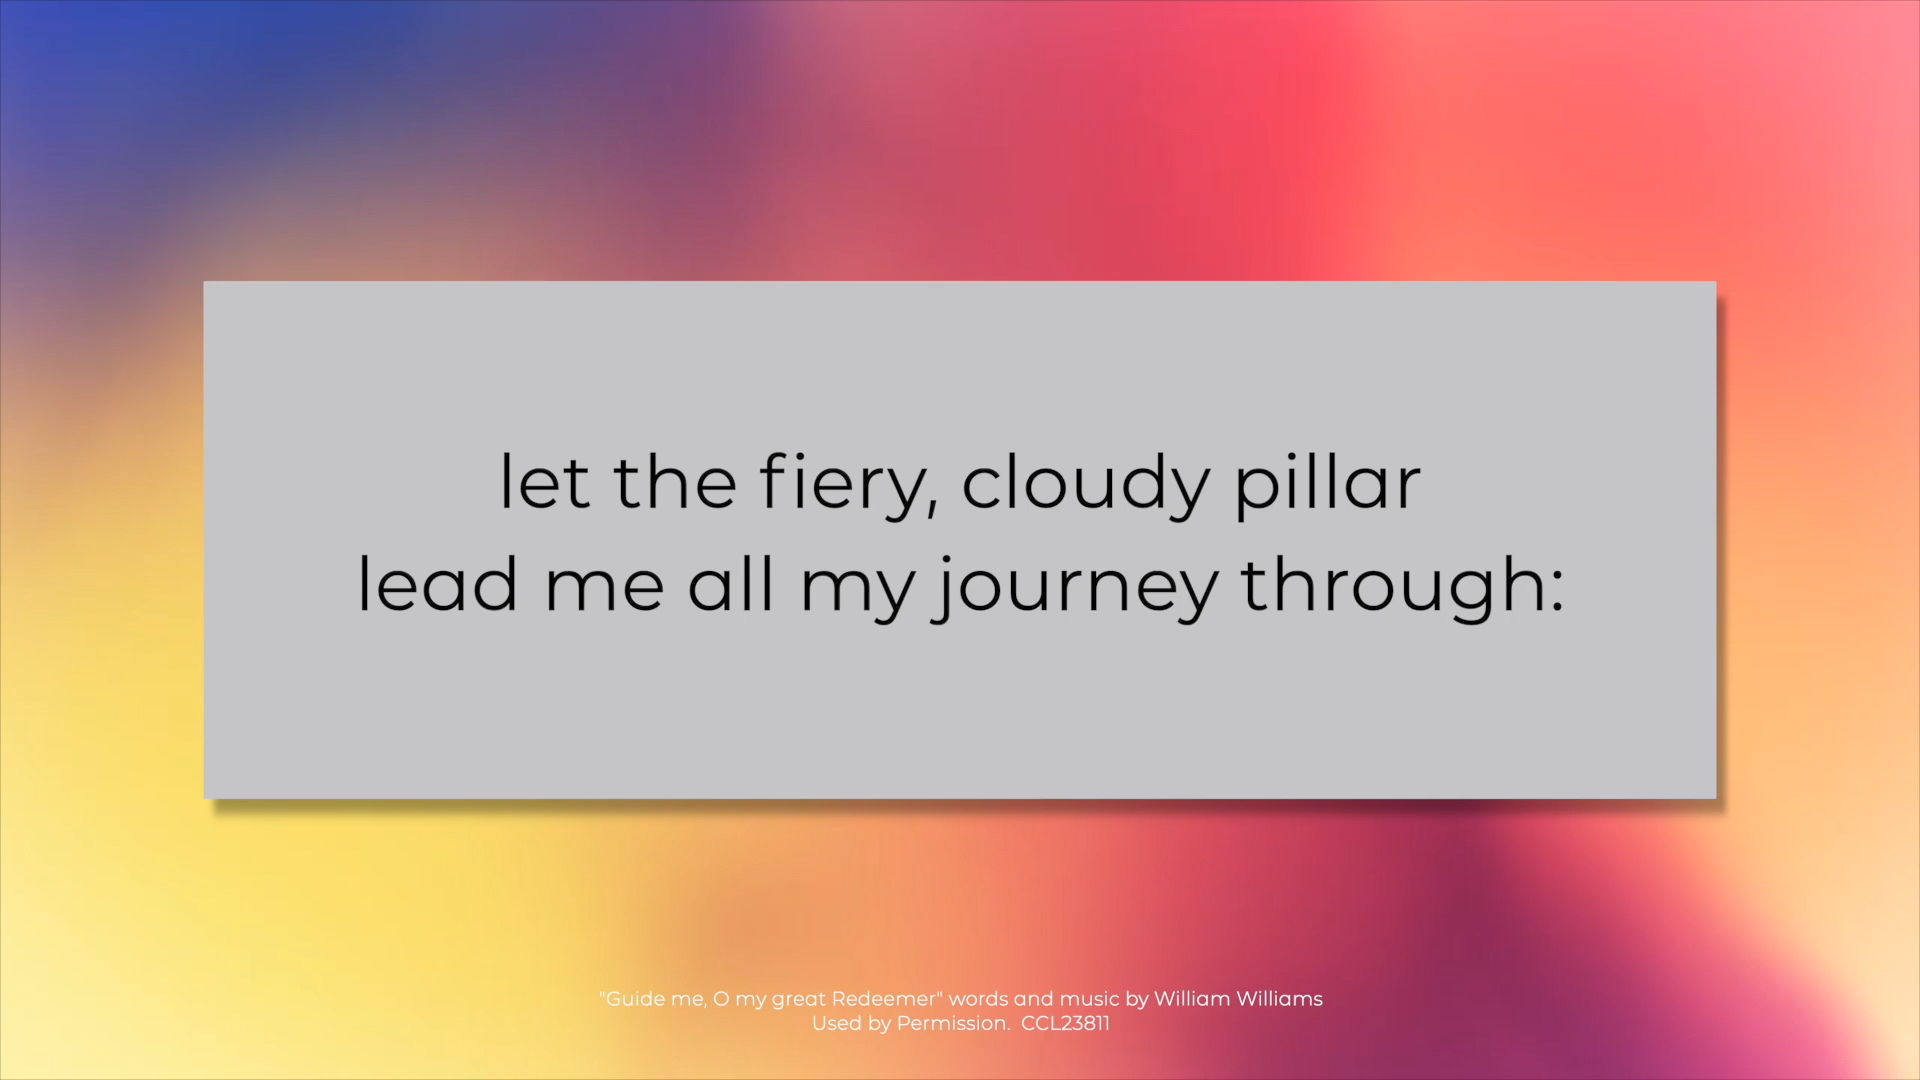 let the fiery, cloudy pillar
lead me all my journey through:
"Guide me, O my great Redeemer" words and music by William Williams
Used by Permission.  CCL23811